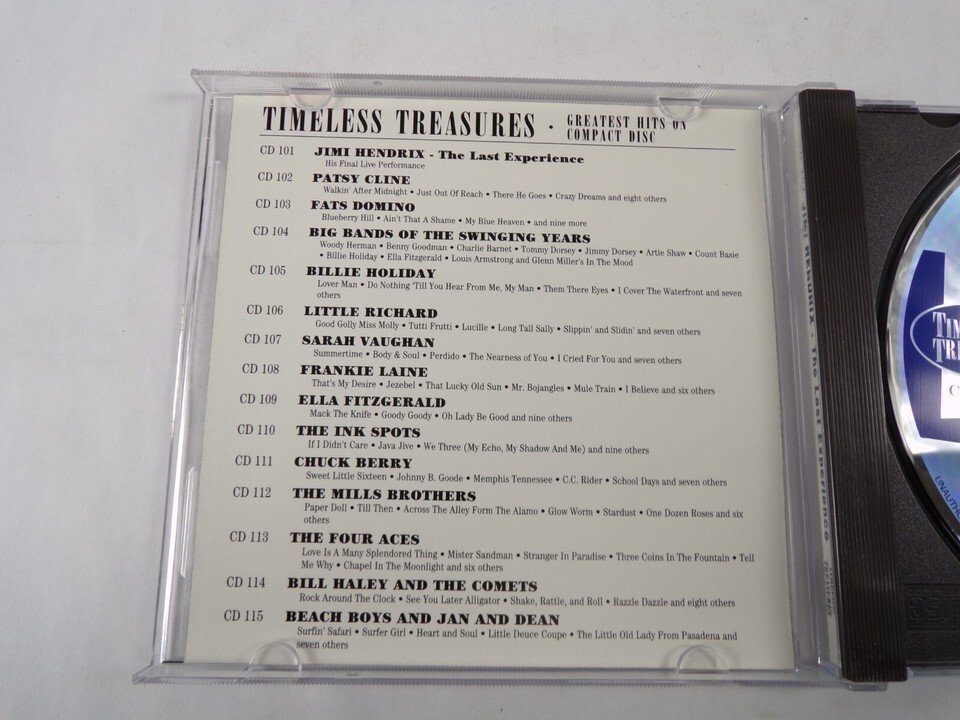 TIMELESS TREASURES · GREATEST HITS ON
COMPACT DISC
CD 101 JIMI HENDRIX - The Last Experience
His Final Live Performance
CD 102 PATSY CLINE
Walkin' After Midnight • Just Out Of Reach • There He Goes • Crazy Dreams and eight others
CD 103 FATS DOMINO
Blueberry Hill • Ain't That A Shame • My Blue Heaven • and nine more
CD 104 BIG BANDS OF THE SWINGING YEARS
Woody Herman • Benny Goodman • Charlie Barnet • Tommy Dorsey • Jimmy Dorsey • Artie Shaw • Count Basie
• Billie Holiday • Ella Fitzgerald • Louis Armstrong and Glenn Miller's In The Mood
CD 105 BILLIE HOLIDAY
Lover Man • Do Nothing 'Till You Hear From Me, My Man • Them There Eyes • I Cover The Waterfront and seven
others
CD 106 LITTLE RICHARD
Good Golly Miss Molly • Tutti Frutti • Lucille • Long Tall Sally • Slippin' and Slidin' and seven others
CD 107 SARAH VAUGHAN
Summertime • Body & Soul • Perdido • The Nearness of You • I Cried For You and seven others
CD 108 FRANKIE LAINE
That's My Desire • Jezebel • That Lucky Old Sun • Mr. Bojangles • Mule Train • I Believe and six others
CD 109 ELLA FITZGERALD
Mack The Knife • Goody Goody • Oh Lady Be Good and nine others
CD 110 THE INK SPOTS
If I Didn't Care • Java Jive • We Three (My Echo, My Shadow And Me) and nine others
CD 111 CHUCK BERRY
Sweet Little Sixteen • Johnny B. Goode • Memphis Tennessee • C.C. Rider • School Days and seven others
CD 112 THE MILLS BROTHERS
Paper Doll • Till Then • Across The Alley Form The Alamo • Glow Worm • Stardust • One Dozen Roses and six
others
CD 113 THE FOUR ACES
Love Is A Many Splendored Thing • Mister Sandman • Stranger In Paradise • Three Coins In The Fountain • Tell
Me Why • Chapel In The Moonlight and six others
CD 114 BILL HALEY AND THE COMETS
Rock Around The Clock • See You Later Alligator • Shake, Rattle, and Roll • Razzle Dazzle and eight others
CD 115 BEACH BOYS AND JAN AND DEAN
Surfin' Safari • Surfer Girl • Heart and Soul • Little Deuce Coupe • The Little Old Lady From Pasadena and
seven others
JIMI HENDRIX - The Last Experience
TIM
TRE
C
UNAUTH